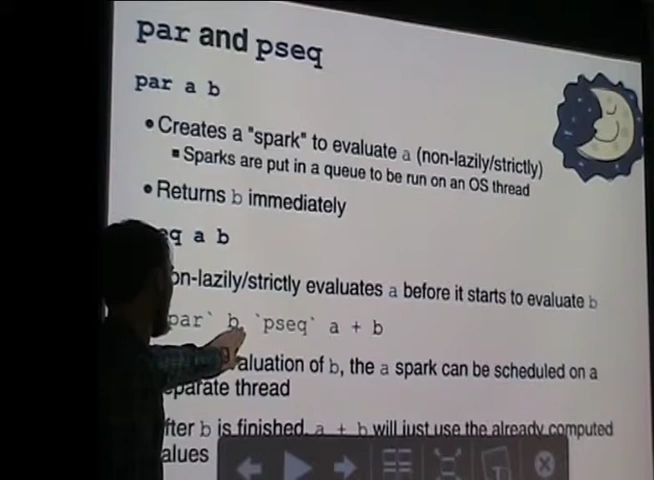 par and pseq
par a b
Creates a "spark" to evaluate a (non-lazily/strictly)
Sparks are put in a queue to be run on an OS thread
Returns b immediately
eq a b
on-lazily/strictly evaluates a before it starts to evaluate b
par` b `pseq` a + b
aluation of b, the a spark can be scheduled on a
eparate thread
fter b is finished, a + b will just use the already computed
alues